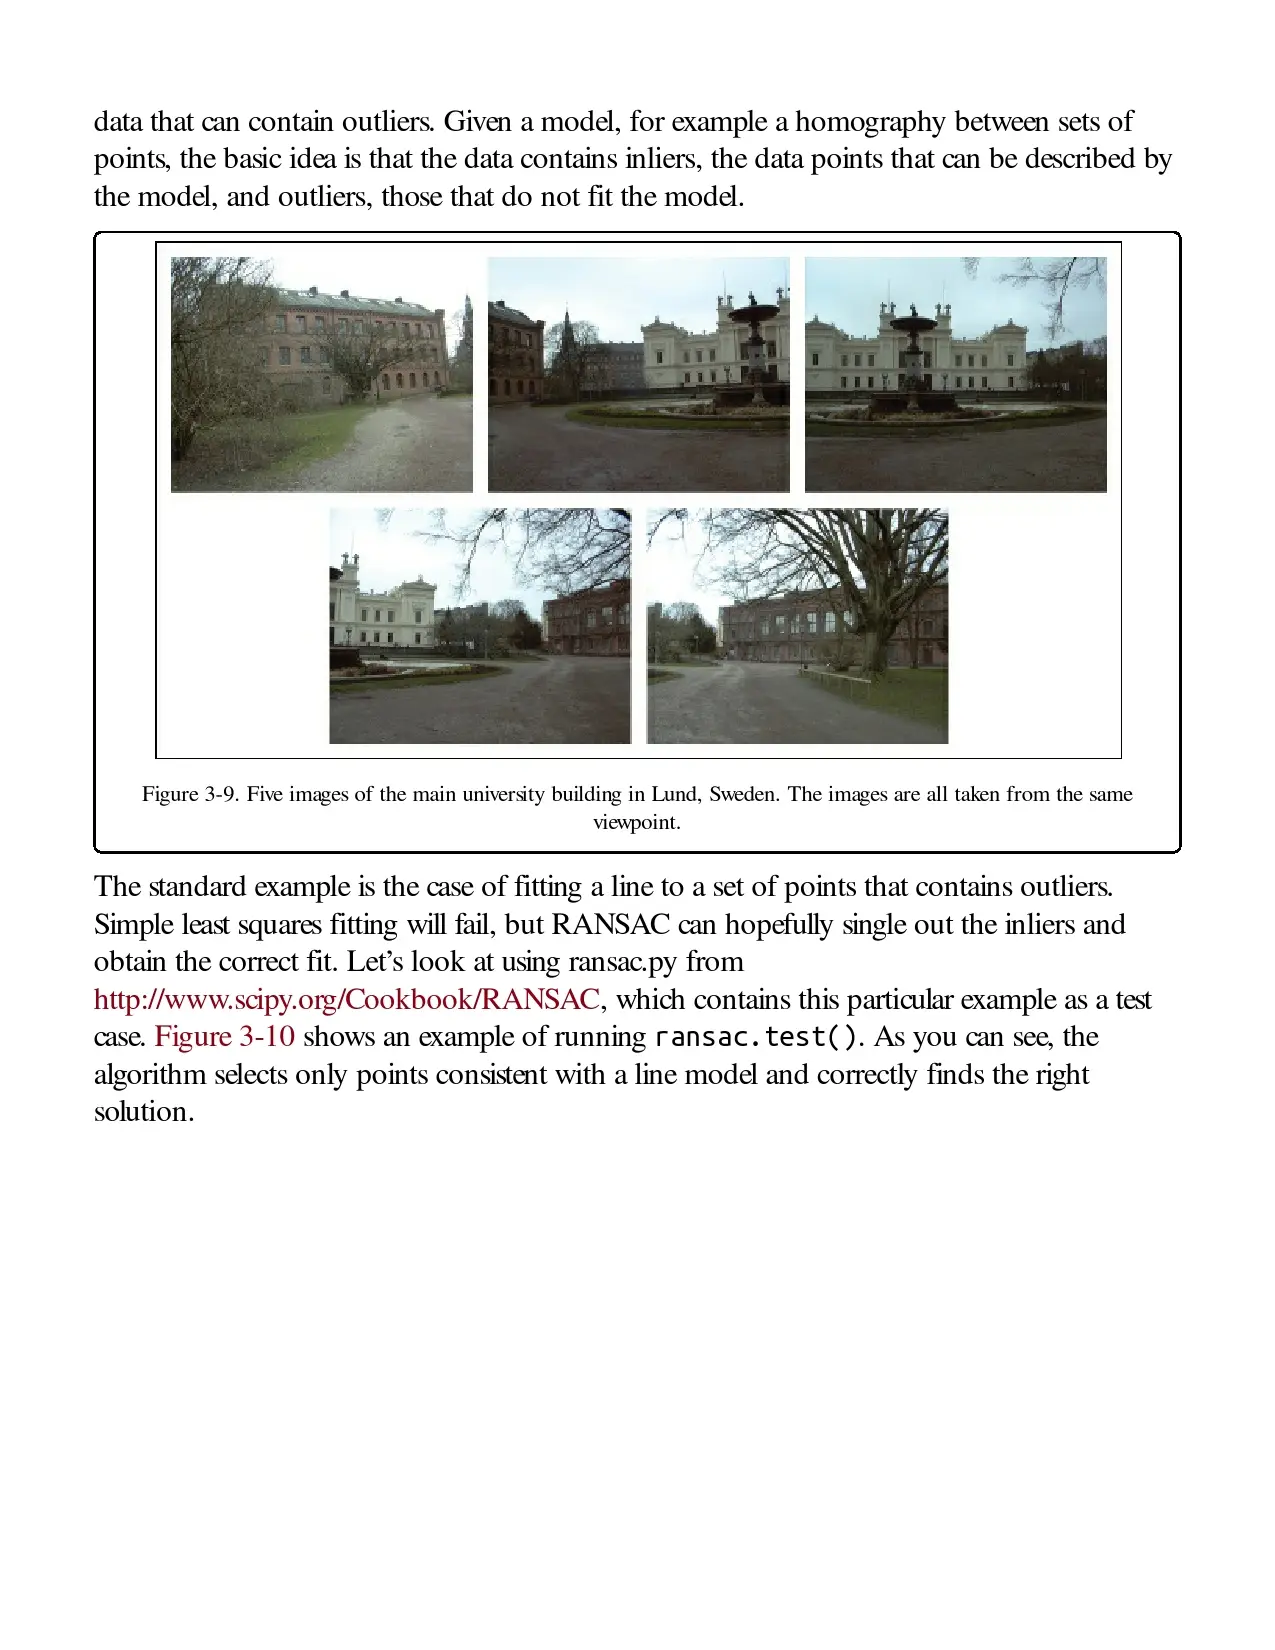 data that can contain outliers. Given a model, for example a homography between sets of
points, the basic idea is that the data contains inliers, the data points that can be described by
the model, and outliers, those that do not fit the model.
Figure 3-9. Five images of the main university building in Lund, Sweden. The images are all taken from the same
viewpoint.
The standard example is the case of fitting a line to a set of points that contains outliers.
Simple least squares fitting will fail, but RANSAC can hopefully single out the inliers and
obtain the correct fit. Let’s look at using ransac.py from
http://www.scipy.org/Cookbook/RANSAC, which contains this particular example as a test
case. Figure 3-10 shows an example of running ransac.test(). As you can see, the
algorithm selects only points consistent with a line model and correctly finds the right
solution.